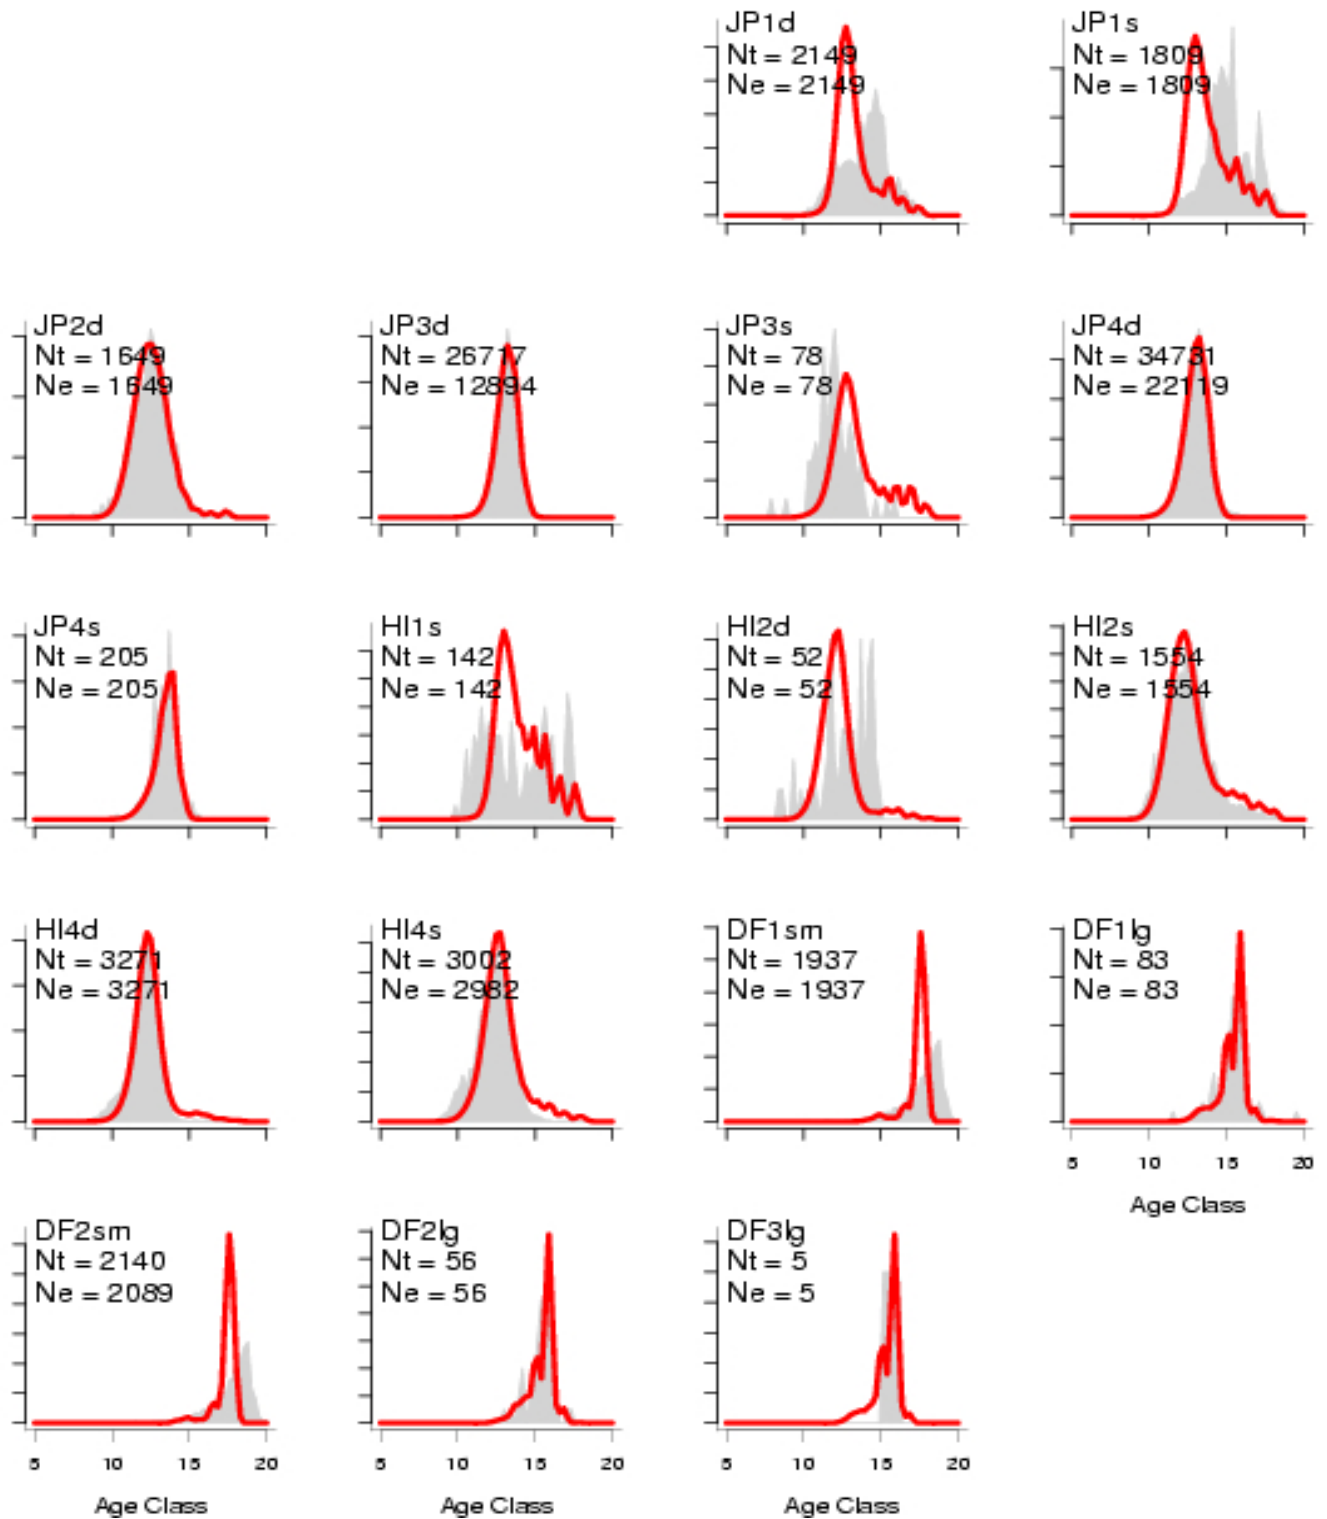 JP1d
Nt = 2149
Ne = 2149
JP1s
Nt = 1809
Ne = 1809
JP2d
Nt = 1649
Ne = 1649
JP3d
Nt = 26717
Ne = 12894
JP3s
Nt = 78
Ne = 78
JP4d
Nt = 34731
Ne = 22119
JP4s
Nt = 205
Ne = 205
HI1s
Nt = 142
Ne = 142
HI2d
Nt = 52
Ne = 52
HI2s
Nt = 1554
Ne = 1554
HI4d
Nt = 3271
Ne = 3271
HI4s
Nt = 3002
Ne = 2982
DF1sm
Nt = 1937
Ne = 1937
DF1lg
Nt = 83
Ne = 83
5 10 15 20
Age Class
DF2sm
Nt = 2140
Ne = 2089
5 10 15 20
Age Class
DF2lg
Nt = 56
Ne = 56
5 10 15 20
Age Class
DF3lg
Nt = 5
Ne = 5
5 10 15 20
Age Class